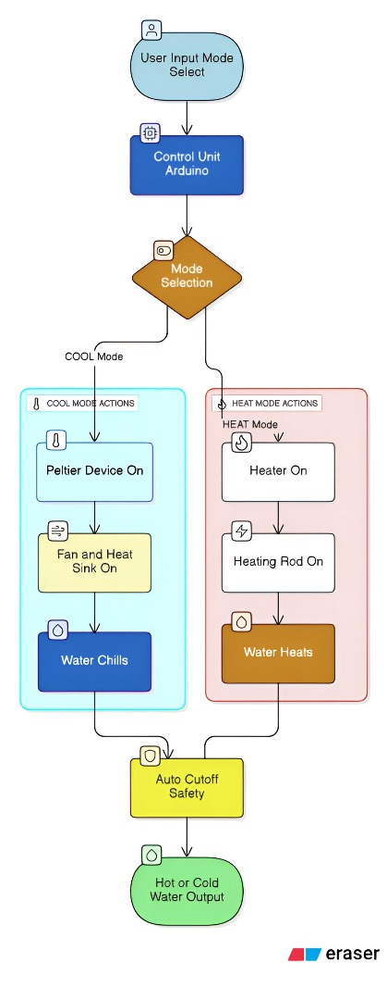 User Input Mode
Select
Control Unit
Arduino
Mode
Selection
COOL Mode
COOL MODE ACTIONS
Peltier Device On
Fan and Heat
Sink On
Water Chills
HEAT MODE ACTIONS
HEAT Mode
Heater On
Heating Rod On
Water Heats
Auto Cutoff
Safety
Hot or Cold
Water Output
eraser